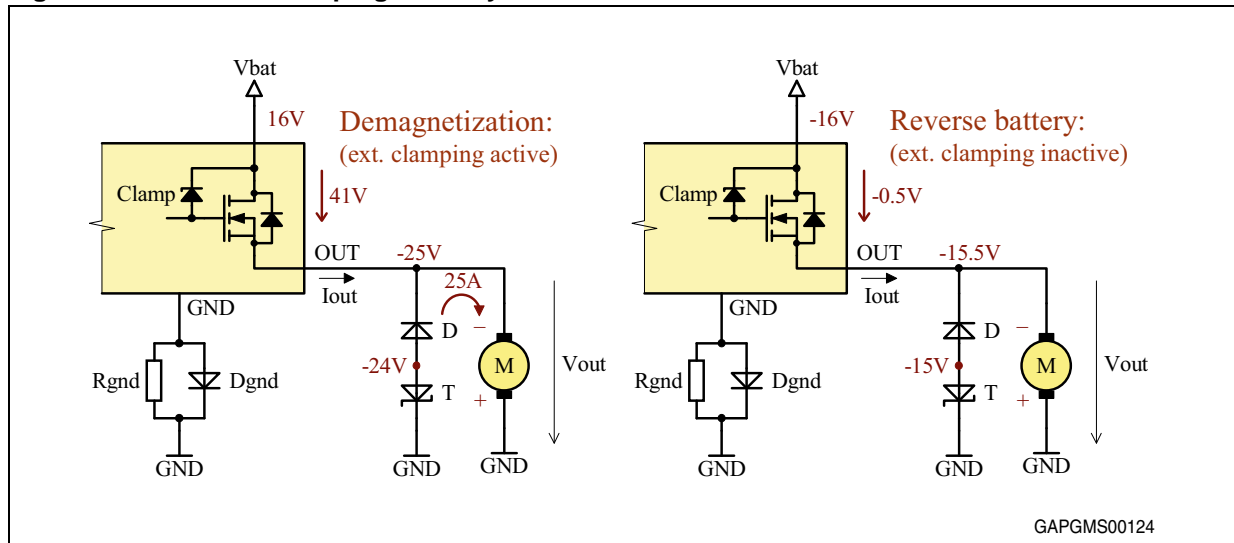 Vbat
16V
Demagnetization:
(ext. clamping active)
Clamp
41V
OUT
-25V
Iout
25A
GND
D
−
-24V
M
Vout
Rgnd
Dgnd
T
+
GND
GND
GND
Vbat
-16V
Reverse battery:
(ext. clamping inactive)
Clamp
-0.5V
OUT
-15.5V
Iout
GND
D
−
-15V
M
Vout
Rgnd
Dgnd
T
+
GND
GND
GND
GAPGMS00124